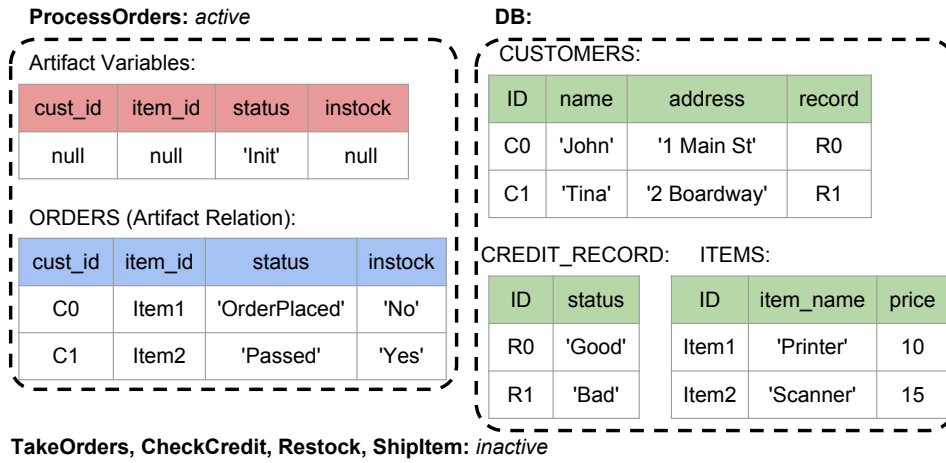 ProcessOrders: active
Artifact Variables:
cust_id item_id status instock
null null 'Init' null
ORDERS (Artifact Relation):
cust_id item_id status instock
C0 Item1 'OrderPlaced' 'No'
C1 Item2 'Passed' 'Yes'
DB:
CUSTOMERS:
ID name address record
C0 'John' '1 Main St' R0
C1 'Tina' '2 Boardway' R1
CREDIT_RECORD:
ID status
R0 'Good'
R1 'Bad'
ITEMS:
ID item_name price
Item1 'Printer' 10
Item2 'Scanner' 15
TakeOrders, CheckCredit, Restock, ShipItem: inactive